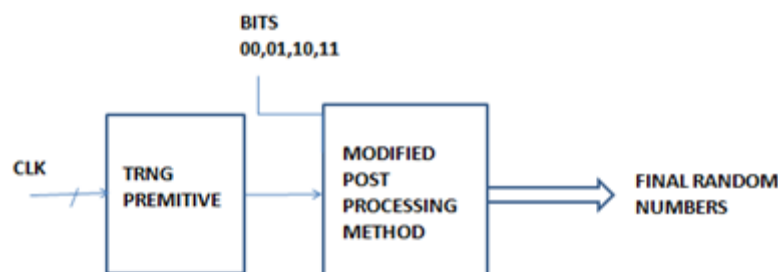 BITS
00,01,10,11
CLK
TRNG
PREMITIVE
MODIFIED
POST
PROCESSING
METHOD
FINAL RANDOM
NUMBERS